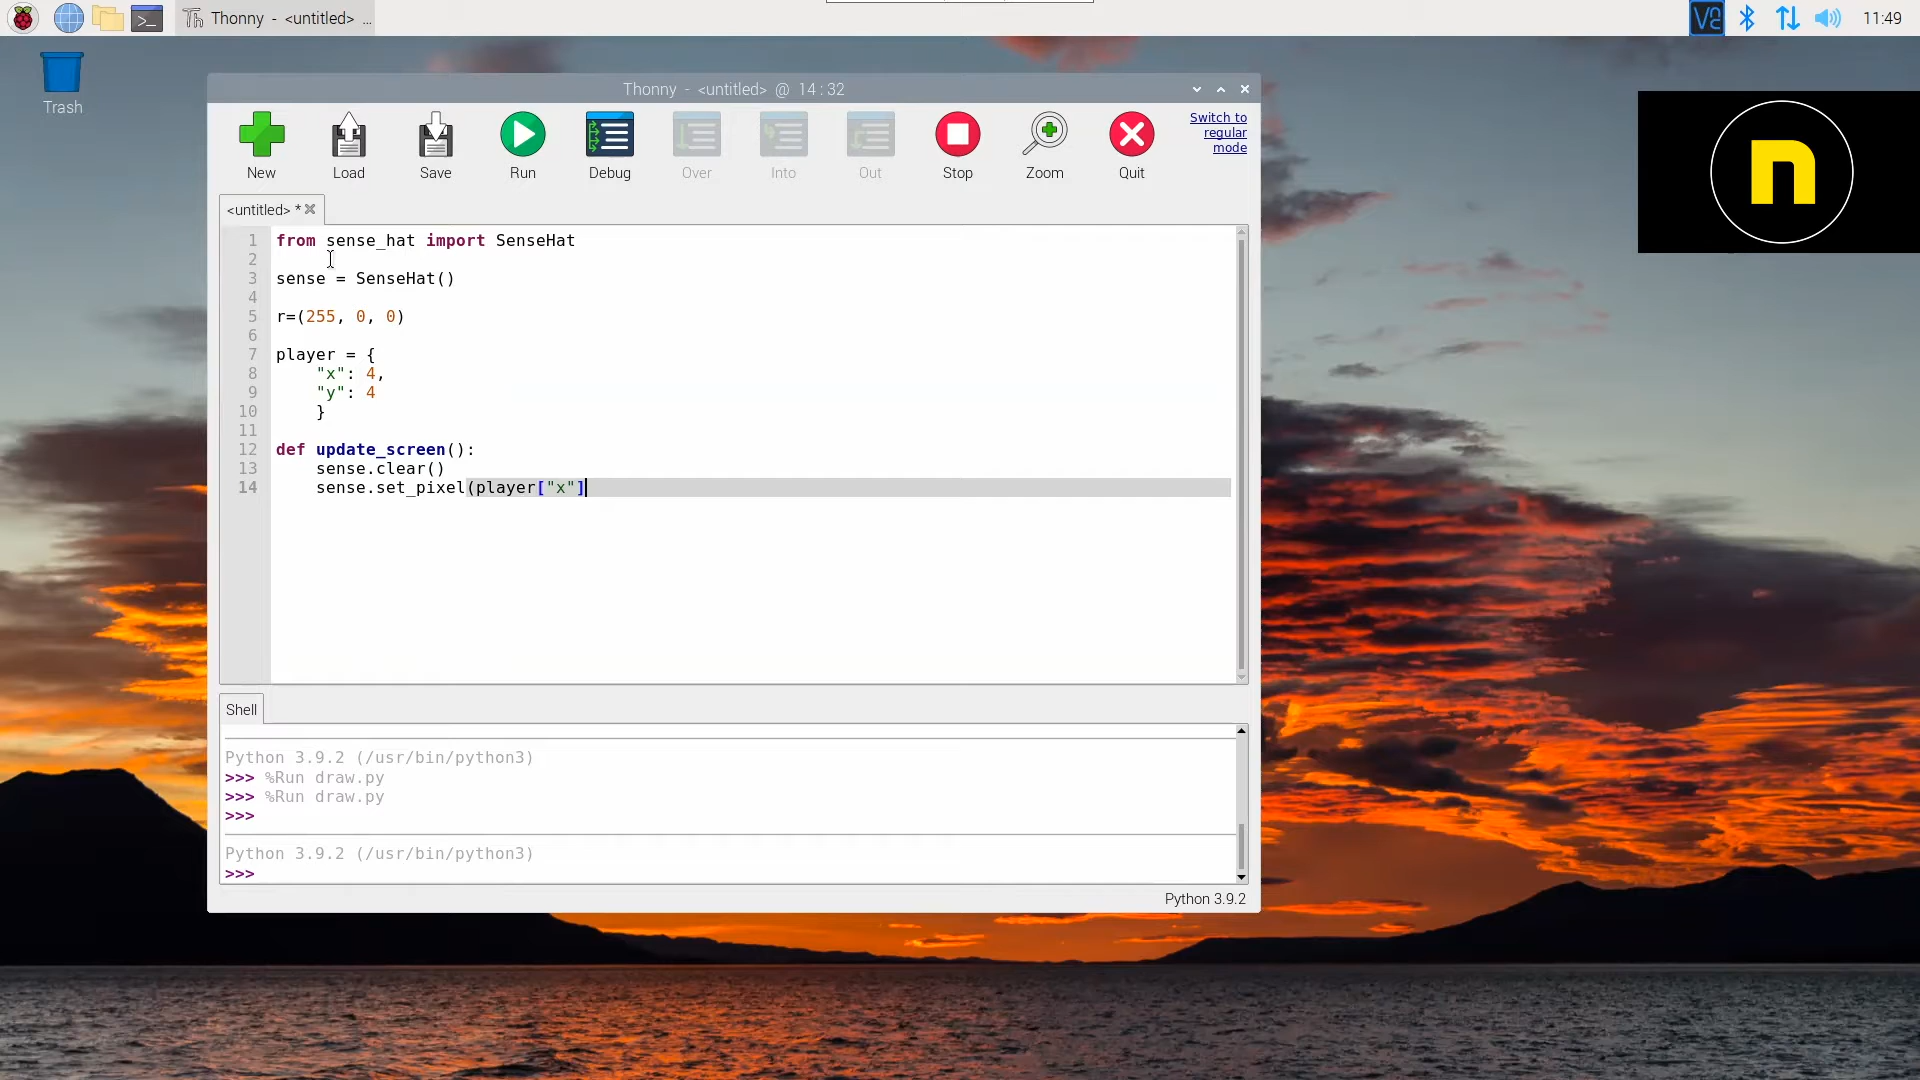 Thonny - <untitled> ...
11:49
Trash
Thonny - <untitled> @ 14:32
New
Load
Save
Run
Debug
Over
Into
Out
Stop
Zoom
Quit
Switch to
regular
mode
<untitled> *
1 from sense_hat import SenseHat
2
3 sense = SenseHat()
4
5 r=(255, 0, 0)
6
7 player = {
8     "x": 4,
9     "y": 4
10     }
11
12 def update_screen():
13     sense.clear()
14     sense.set_pixel(player["x"]
Shell
Python 3.9.2 (/usr/bin/python3)
>>> %Run draw.py
>>> %Run draw.py
>>>
Python 3.9.2 (/usr/bin/python3)
>>>
Python 3.9.2
n